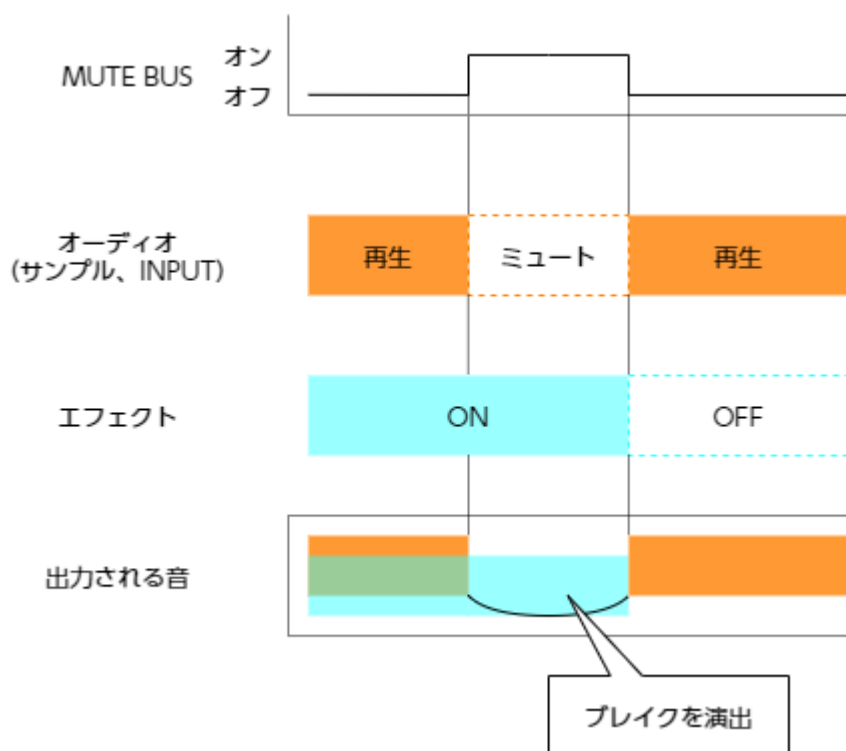 MUTE BUS
オン
オフ
オーディオ
(サンプル、INPUT)
再生
ミュート
再生
エフェクト
ON
OFF
出力される音
ブレイクを演出